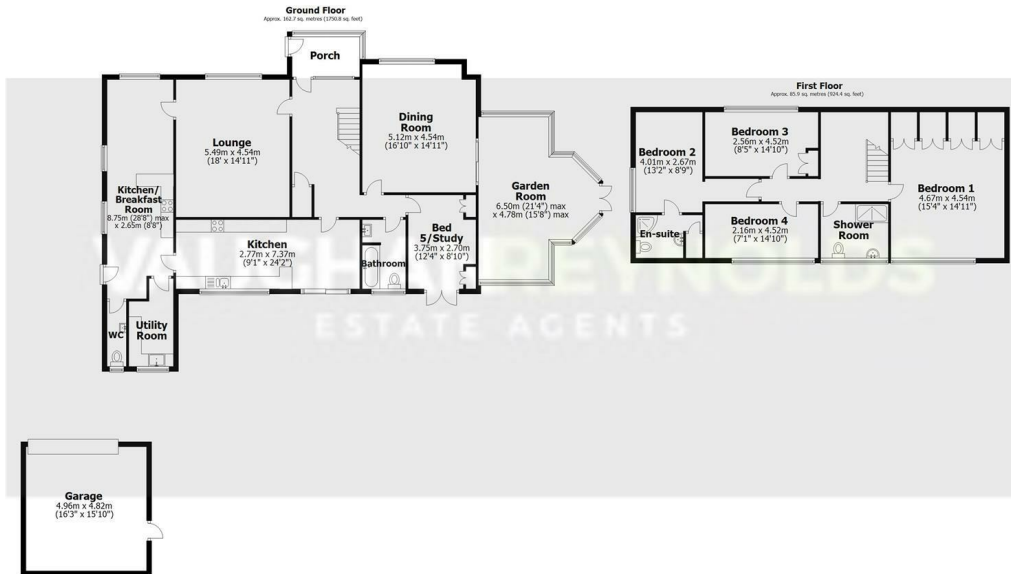 Ground Floor
Approx. 162.7 sq. metres (1750.8 sq. feet)
Porch
First Floor
Approx. 85.9 sq. metres (924.4 sq. feet)
Dining
Room
5.12m x 4.54m
(16'10" x 14'11")
Lounge
5.49m x 4.54m
(18' x 14'11")
Kitchen/
Breakfast
Room
8.75m (28'8") max
x 2.65m (8'8")
Garden
Room
6.50m (21'4") max
x 4.78m (15'8") max
Kitchen
2.77m x 7.37m
(9'1" x 24'2")
Bathroom
Bed
5/Study
3.75m x 2.70m
(12'4" x 8'10")
WC
Utility
Room
Bedroom 2
4.01m x 2.67m
(13'2" x 8'9")
Bedroom 3
2.56m x 4.52m
(8'5" x 14'10")
Bedroom 1
4.67m x 4.54m
(15'4" x 14'11")
Bedroom 4
2.16m x 4.52m
(7'1" x 14'10")
En-suite
Shower
Room
ESTATE AGENTS
Garage
4.96m x 4.82m
(16'3" x 15'10")